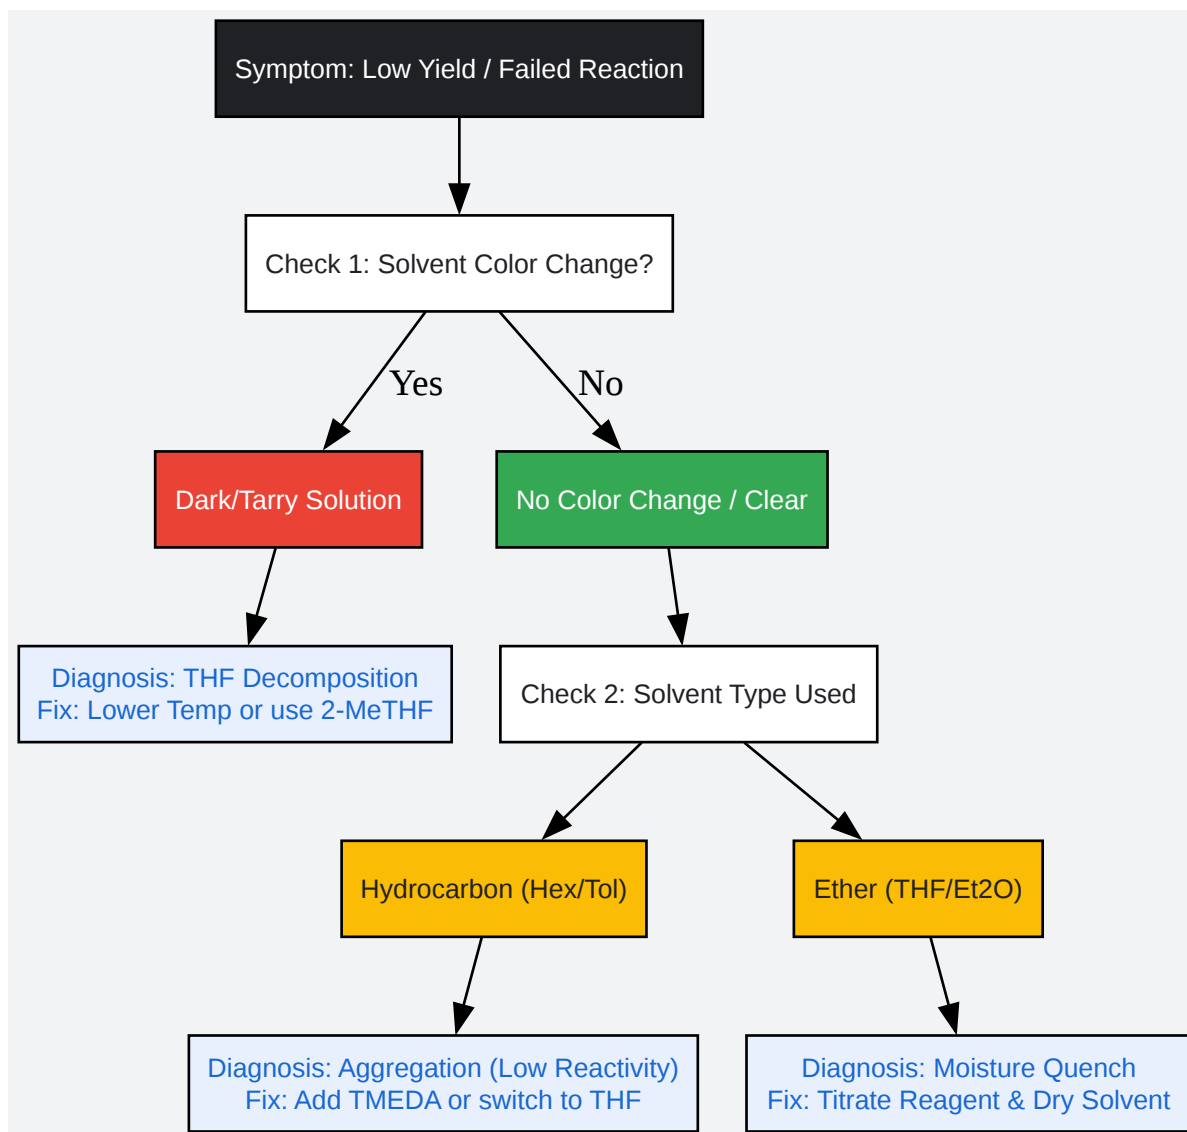 Symptom: Low Yield / Failed Reaction
Check 1: Solvent Color Change?
Yes
No
Dark/Tarry Solution
No Color Change / Clear
Diagnosis: THF Decomposition
Fix: Lower Temp or use 2-MeTHF
Check 2: Solvent Type Used
Hydrocarbon (Hex/Tol)
Ether (THF/Et2O)
Diagnosis: Aggregation (Low Reactivity)
Fix: Add TMEDA or switch to THF
Diagnosis: Moisture Quench
Fix: Titrate Reagent & Dry Solvent